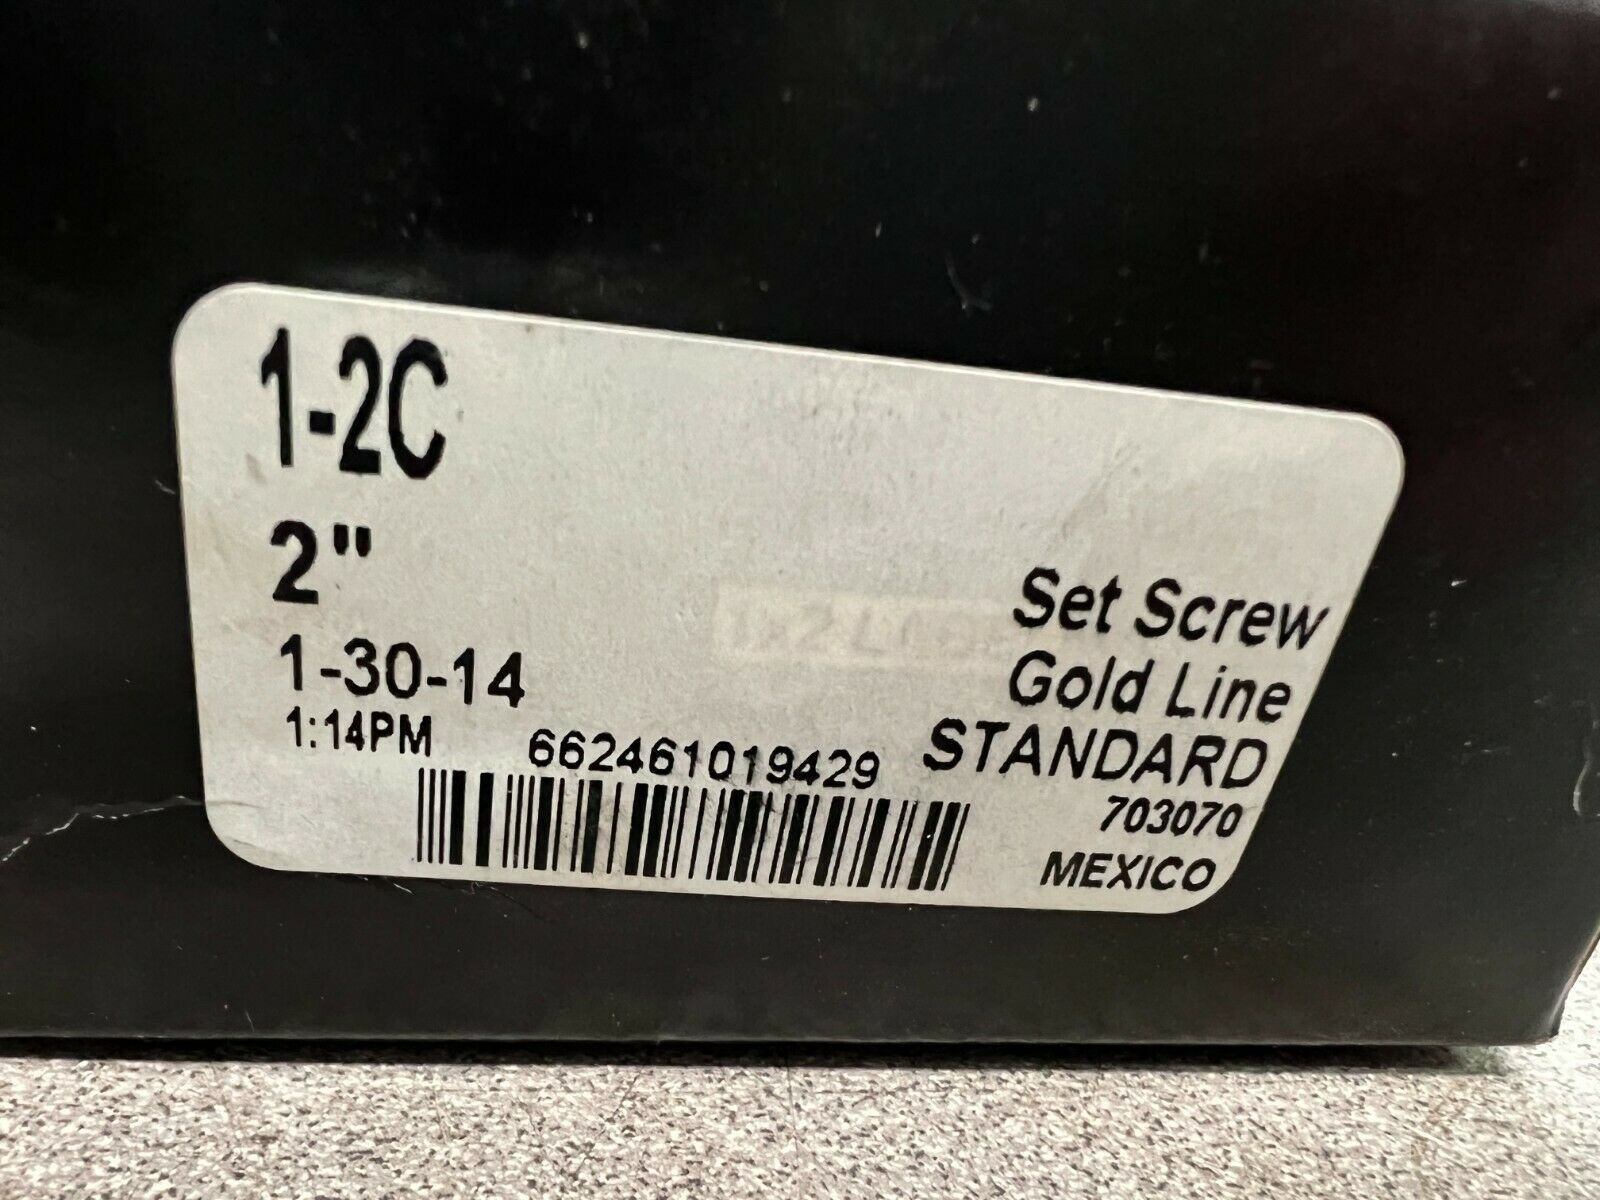 1-2C
2"
1-30-14
1:14PM
662461019429
Set Screw
Gold Line
STANDARD
703070
MEXICO